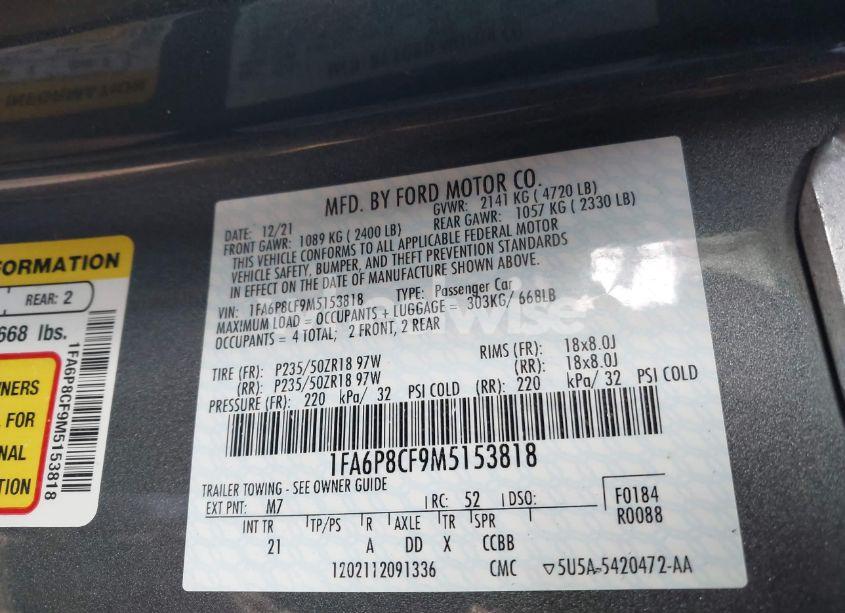 MFD. BY FORD MOTOR CO.
DATE: 12/21 GVWR: 2141 KG ( 4720 LB)
FRONT GAWR: 1089 KG ( 2400 LB) REAR GAWR: 1057 KG ( 2330 LB)
THIS VEHICLE CONFORMS TO ALL APPLICABLE FEDERAL MOTOR
VEHICLE SAFETY, BUMPER, AND THEFT PREVENTION STANDARDS
IN EFFECT ON THE DATE OF MANUFACTURE SHOWN ABOVE.
VIN: 1FA6P8CF9M5153818 TYPE: Passenger Car
MAXIMUM LOAD = OCCUPANTS + LUGGAGE = 303KG/ 668LB
OCCUPANTS = 4 TOTAL; 2 FRONT, 2 REAR
TIRE (FR): P235/50ZR18 97W RIMS (FR): 18x8.0J
(RR): P235/50ZR18 97W (RR): 18x8.0J
PRESSURE (FR): 220 kPa/ 32 PSI COLD (RR): 220 kPa/ 32 PSI COLD
1FA6P8CF9M5153818
TRAILER TOWING - SEE OWNER GUIDE
EXT PNT: M7 RC: 52 DSO: F0184
R0088
INT TR TP/PS R AXLE TR SPR
21 A DD X CCBB
1202112091336 CMC ▽5U5A-5420472-AA
FORMATION
REAR: 2
668 lbs.
WNERS
L FOR
NAL
TION
1FA6P8CF9M5153818
INFORMATION